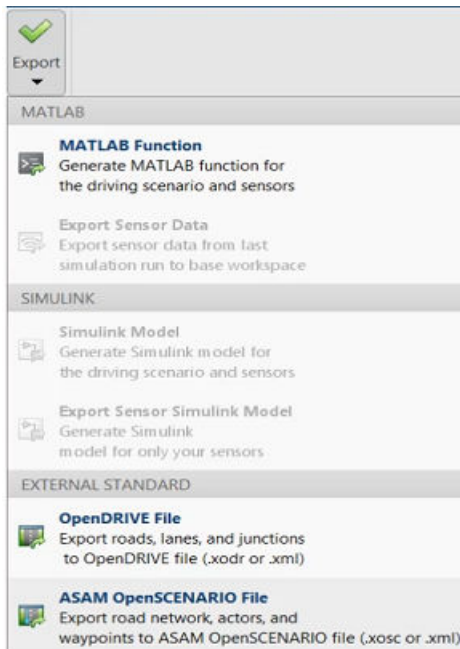 Export
MATLAB
MATLAB Function
Generate MATLAB function for
the driving scenario and sensors
Export Sensor Data
Export sensor data from last
simulation run to base workspace
SIMULINK
Simulink Model
Generate Simulink model for
the driving scenario and sensors
Export Sensor Simulink Model
Generate Simulink
model for only your sensors
EXTERNAL STANDARD
OpenDRIVE File
Export roads, lanes, and junctions
to OpenDRIVE file (.xodr or .xml)
ASAM OpenSCENARIO File
Export road network, actors, and
waypoints to ASAM OpenSCENARIO file (.xosc or .xml)